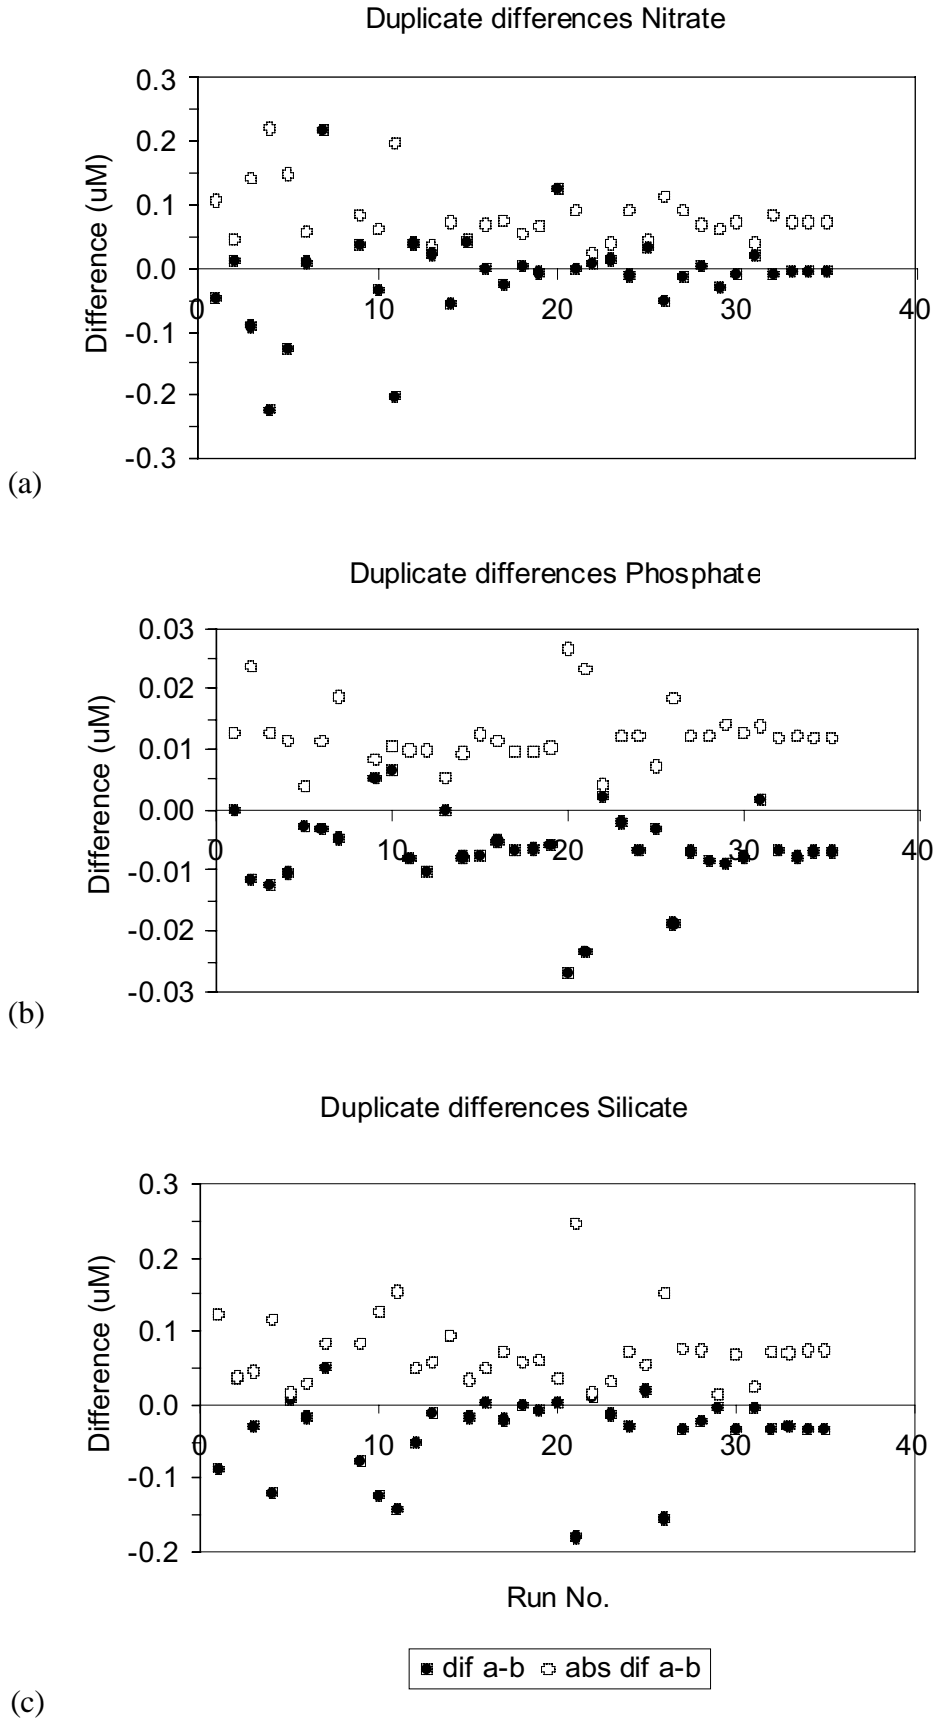 Duplicate differences Nitrate
0.3
0.2
0.1
0.0
-0.1
-0.2
-0.3
0 10 20 30 40
Difference (uM)
(a)
Duplicate differences Phosphate
0.03
0.02
0.01
0.00
-0.01
-0.02
-0.03
0 10 20 30 40
Difference (uM)
(b)
Duplicate differences Silicate
0.3
0.2
0.1
0.0
-0.1
-0.2
0 10 20 30 40
Difference (uM)
Run No.
dif a-b abs dif a-b
(c)